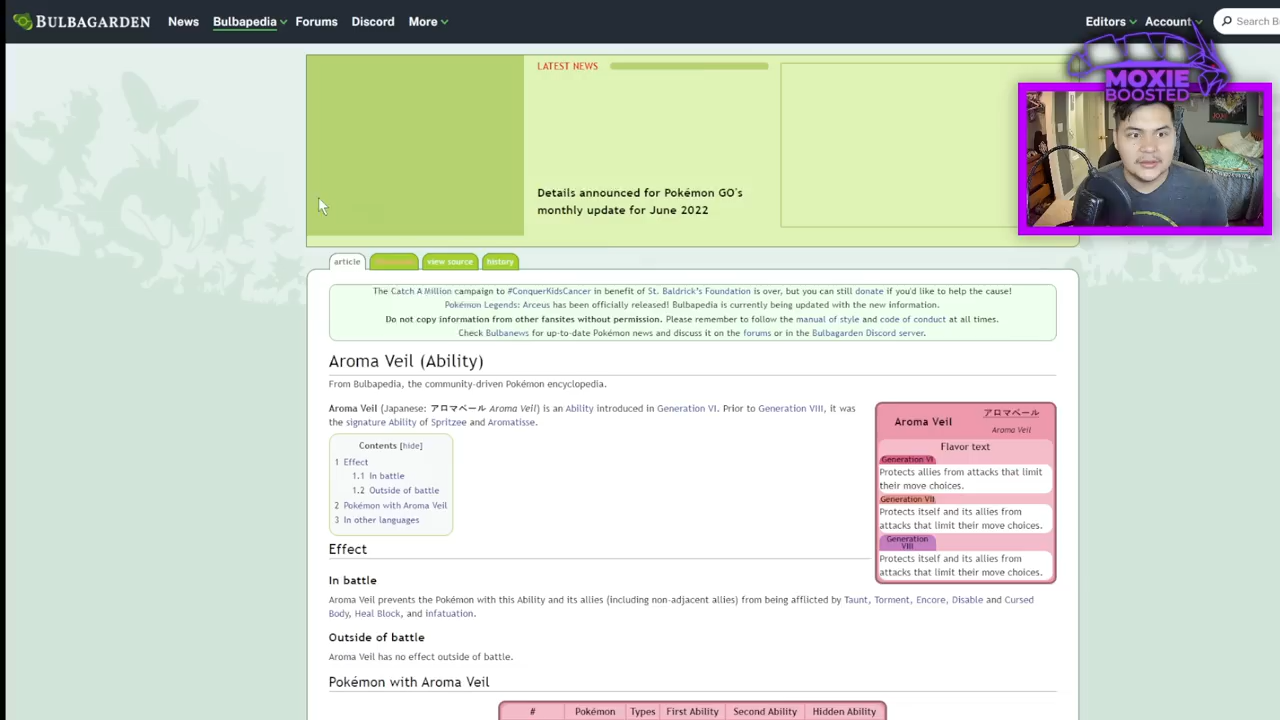 BULBAGARDEN News Bulbapedia Forums Discord More Editors Account Search B
MOXIE
BOOSTED
LATEST NEWS
Details announced for Pokémon GO's
monthly update for June 2022
article view source history
The Catch A Million campaign to #ConquerKidsCancer in benefit of St. Baldrick's Foundation is over, but you can still donate if you'd like to help the cause!
Pokémon Legends: Arceus has been officially released! Bulbapedia is currently being updated with the new information.
Do not copy information from other fansites without permission. Please remember to follow the manual of style and code of conduct at all times.
Check Bulbanews for up-to-date Pokémon news and discuss it on the forums or in the Bulbagarden Discord server.
Aroma Veil (Ability)
From Bulbapedia, the community-driven Pokémon encyclopedia.
Aroma Veil (Japanese: アロマベール Aroma Veil) is an Ability introduced in Generation VI. Prior to Generation VIII, it was
the signature Ability of Spritzee and Aromatisse.
Contents [hide]
1 Effect
1.1 In battle
1.2 Outside of battle
2 Pokémon with Aroma Veil
3 In other languages
Aroma Veil アロマベール
Aroma Veil
Flavor text
Generation VI
Protects allies from attacks that limit
their move choices.
Generation VII
Protects itself and its allies from
attacks that limit their move choices.
Generation
VIII
Protects itself and its allies from
attacks that limit their move choices.
Effect
In battle
Aroma Veil prevents the Pokémon with this Ability and its allies (including non-adjacent allies) from being afflicted by Taunt, Torment, Encore, Disable and Cursed
Body, Heal Block, and infatuation.
Outside of battle
Aroma Veil has no effect outside of battle.
Pokémon with Aroma Veil
# Pokémon Types First Ability Second Ability Hidden Ability